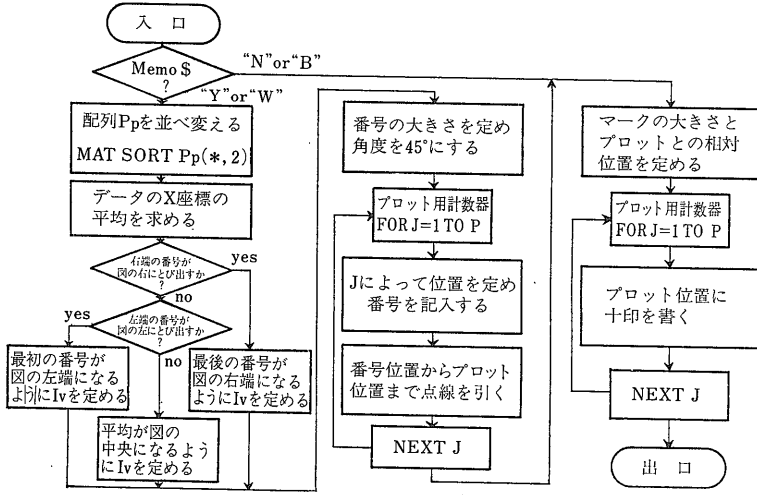 入 口
Memo $
?
“N”or“B”
“Y”or“W”
配列Ppを並べ変える
MAT SORT Pp(*,2)
データのX座標の
平均を求める
右端の番号が
図の右にとび出すか
?
yes
no
左端の番号が
図の左にとび出すか
?
yes
no
最初の番号が
図の左端になる
ようにIvを定める
最後の番号が
図の右端になる
ようにIvを定める
平均が図の
中央になるよう
にIvを定める
番号の大きさを定め
角度を45°にする
プロット用計数器
FOR J=1 TO P
Jによって位置を定め
番号を記入する
番号位置からプロット
位置まで点線を引く
NEXT J
マークの大きさと
プロットとの相対
位置を定める
プロット用計数器
FOR J=1 TO P
プロット位置に
十印を書く
NEXT J
出 口